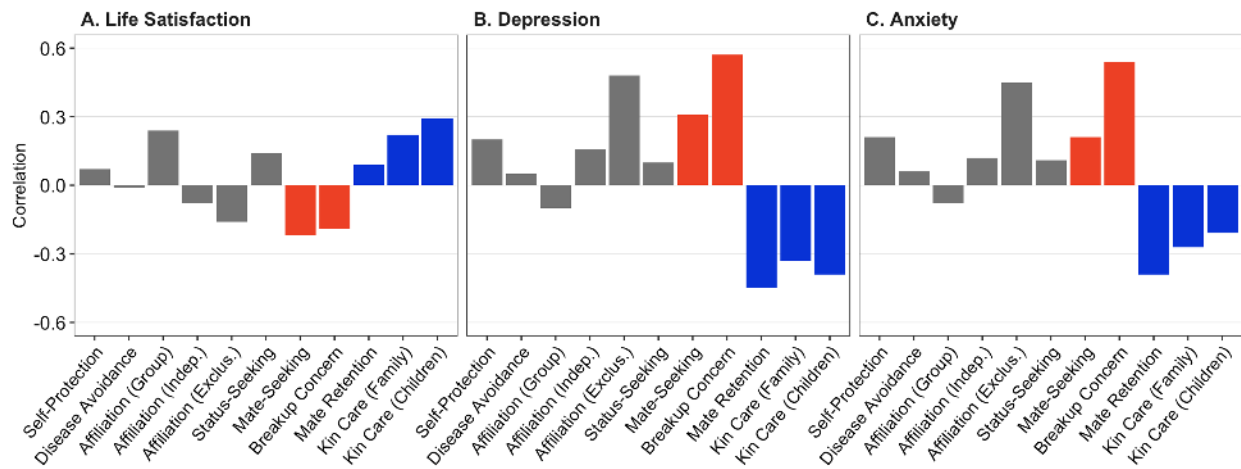 A. Life Satisfaction
B. Depression
C. Anxiety
Correlation
0.6
0.3
0.0
-0.3
-0.6
Self-Protection
Disease Avoidance
Affiliation (Group)
Affiliation (Indep.)
Affiliation (Exclus.)
Status-Seeking
Mate-Seeking
Breakup Concern
Mate Retention
Kin Care (Family)
Kin Care (Children)
Self-Protection
Disease Avoidance
Affiliation (Group)
Affiliation (Indep.)
Affiliation (Exclus.)
Status-Seeking
Mate-Seeking
Breakup Concern
Mate Retention
Kin Care (Family)
Kin Care (Children)
Self-Protection
Disease Avoidance
Affiliation (Group)
Affiliation (Indep.)
Affiliation (Exclus.)
Status-Seeking
Mate-Seeking
Breakup Concern
Mate Retention
Kin Care (Family)
Kin Care (Children)